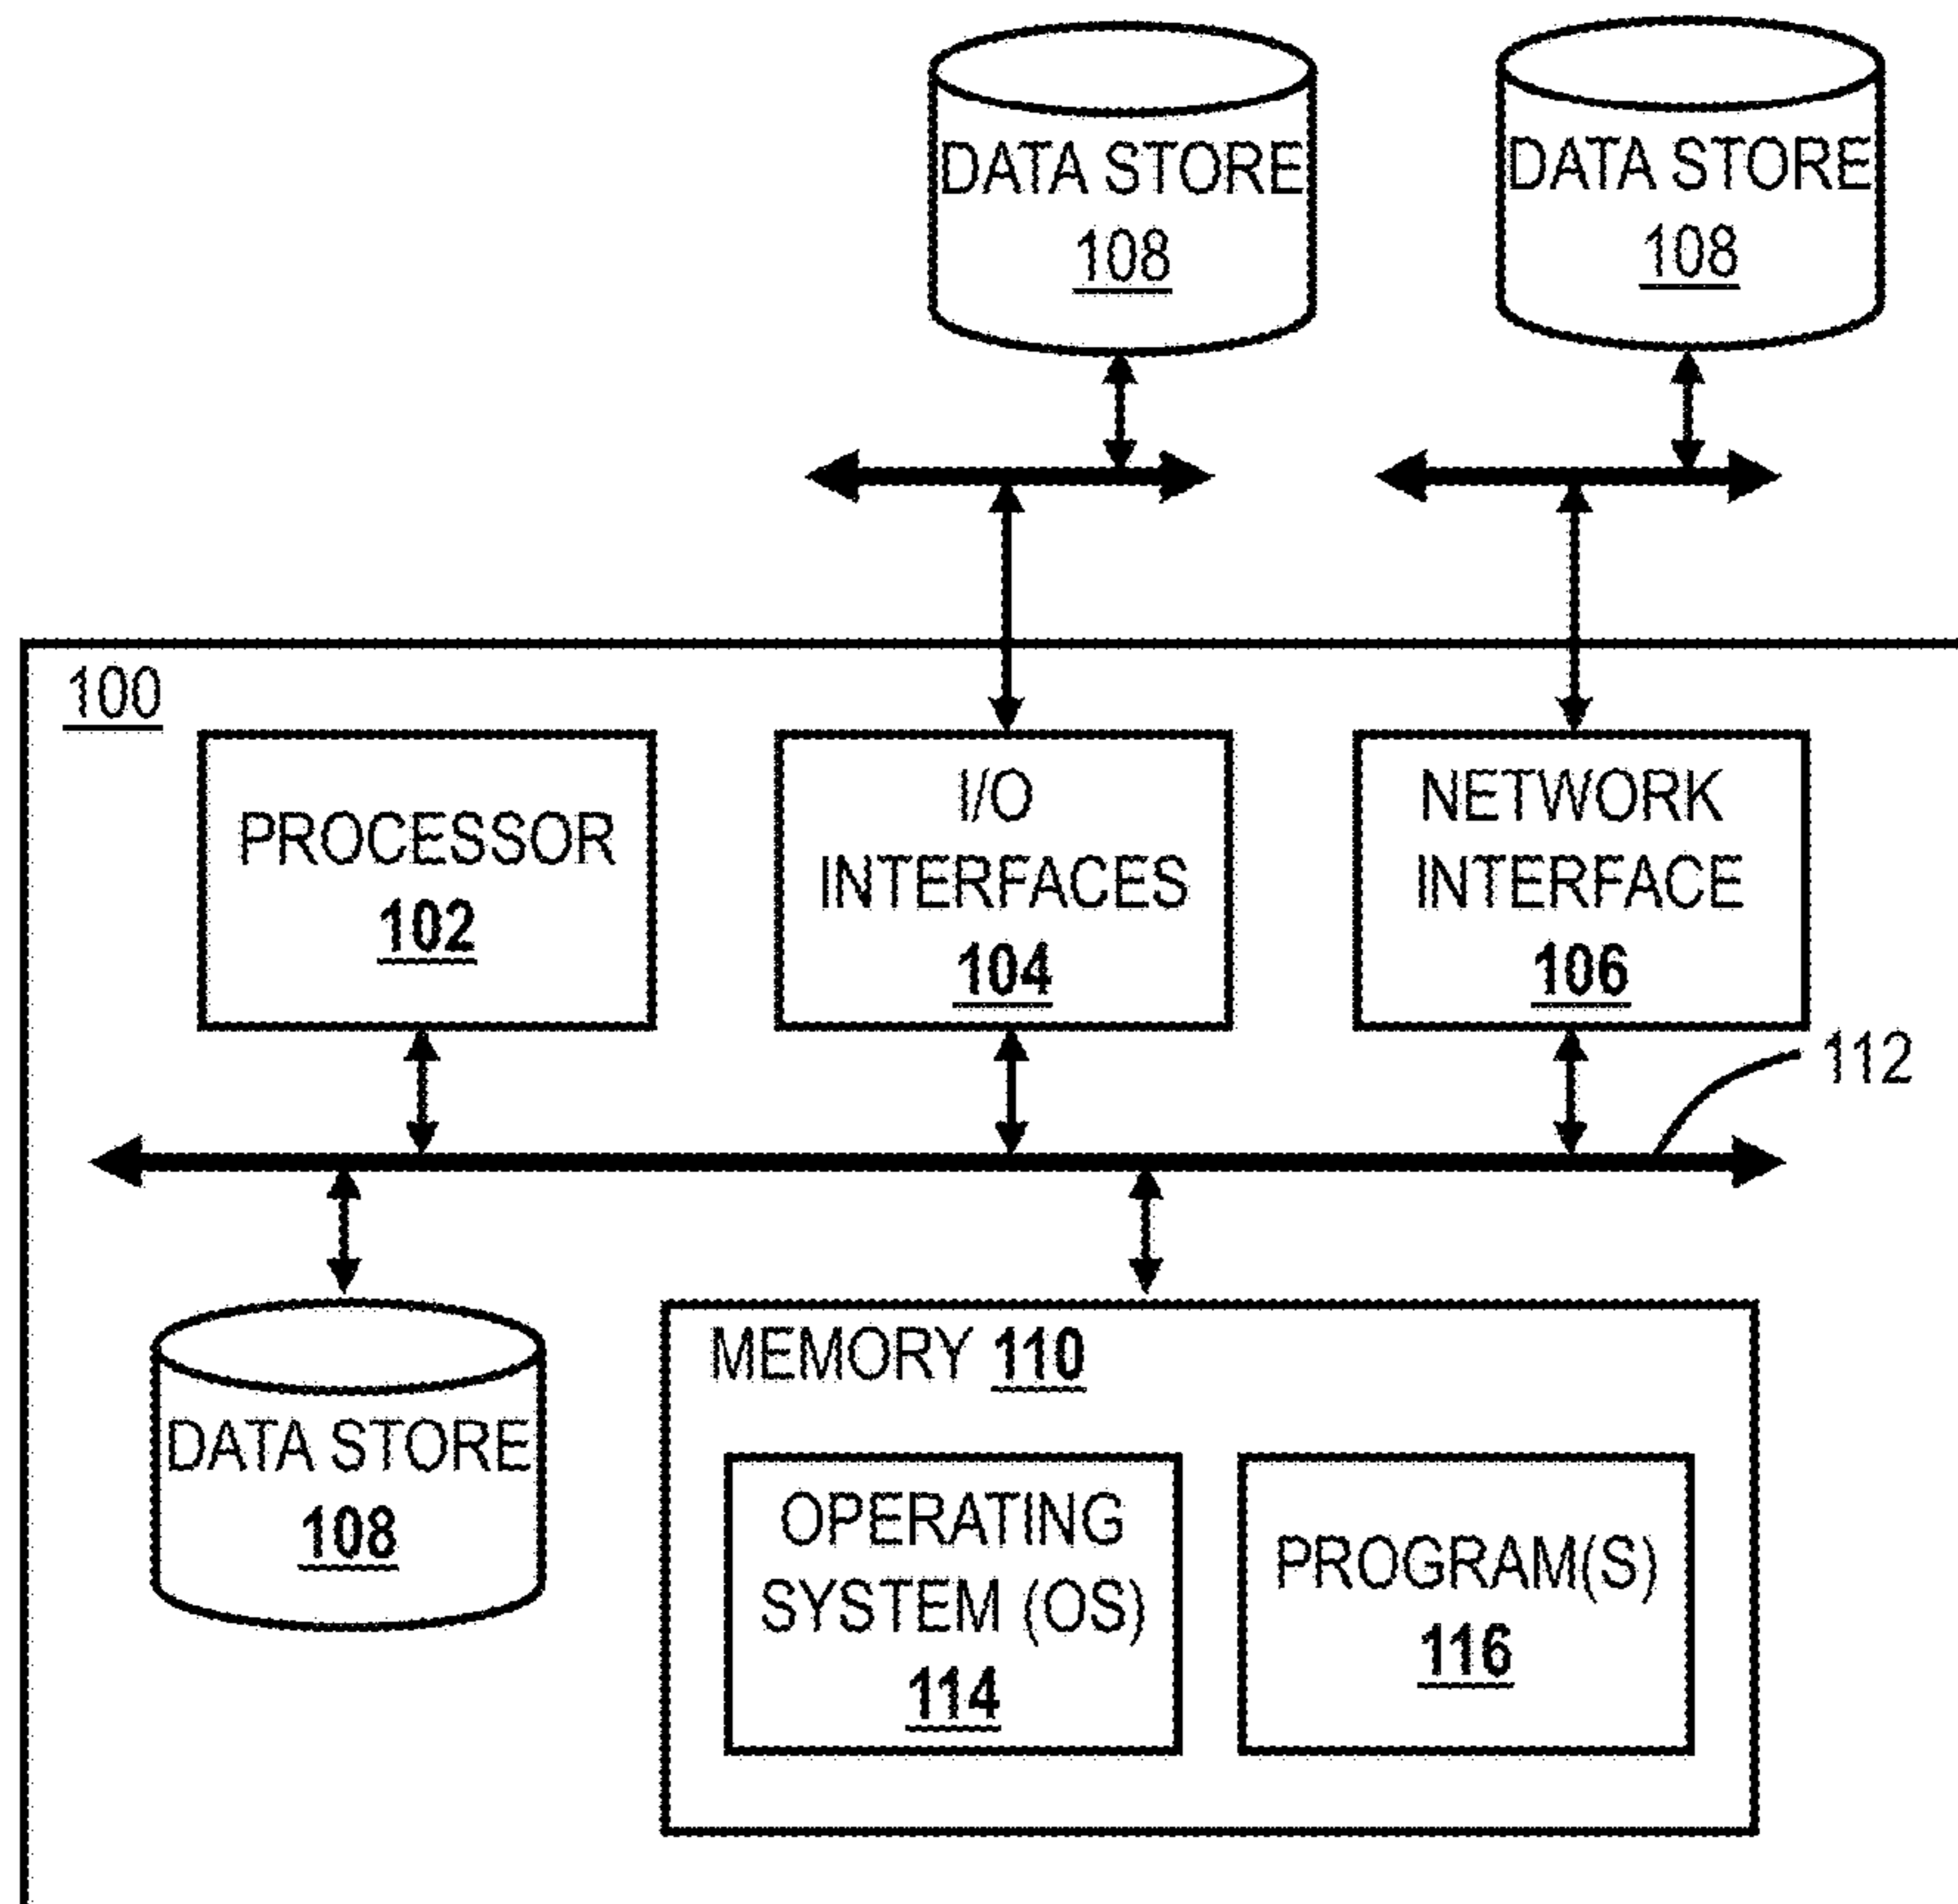 DATA STORE
108
DATA STORE
108
100
PROCESSOR
102
I/O
INTERFACES
104
NETWORK
INTERFACE
106
112
DATA STORE
108
MEMORY 110
OPERATING
SYSTEM (OS)
114
PROGRAM(S)
116